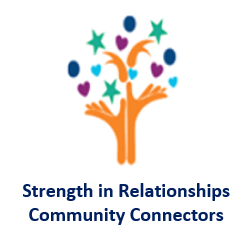 Strength in Relationships
Community Connectors